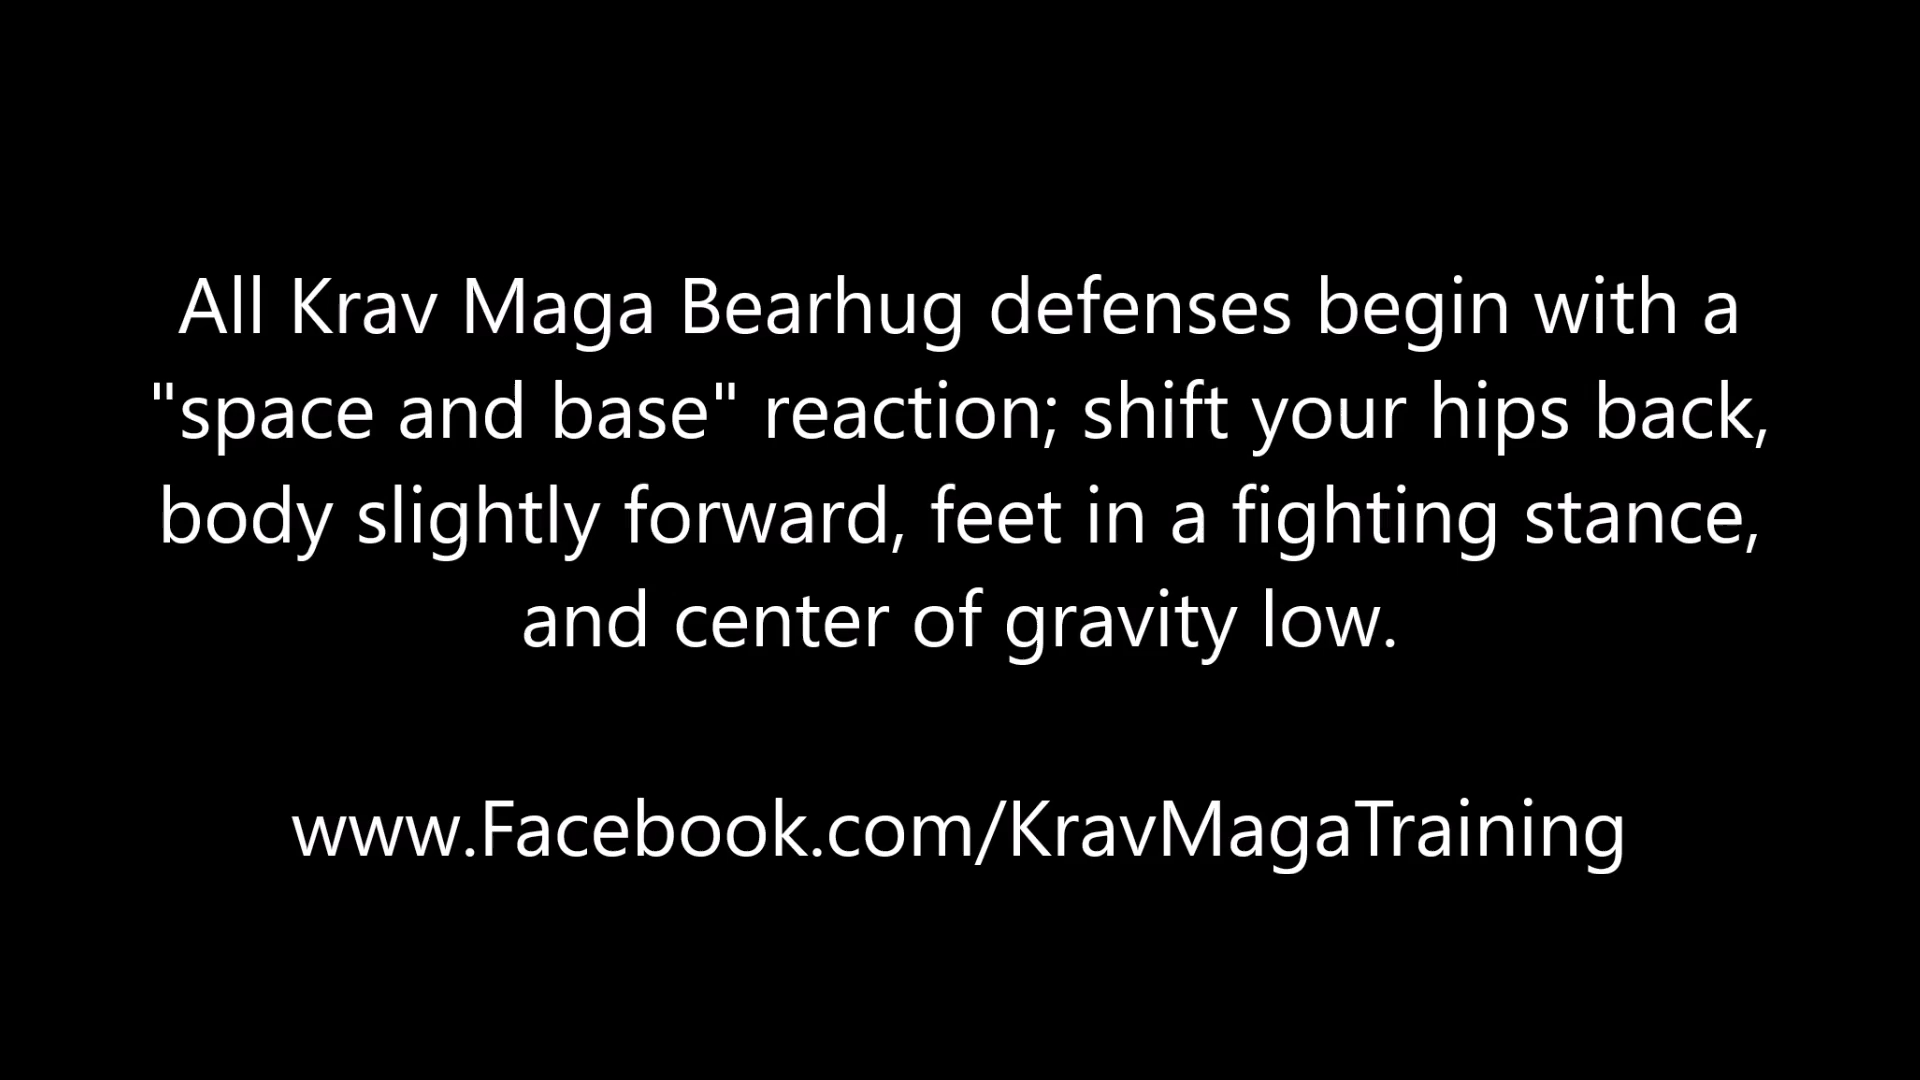 All Krav Maga Bearhug defenses begin with a
"space and base" reaction; shift your hips back,
body slightly forward, feet in a fighting stance,
and center of gravity low.
www.Facebook.com/KravMagaTraining